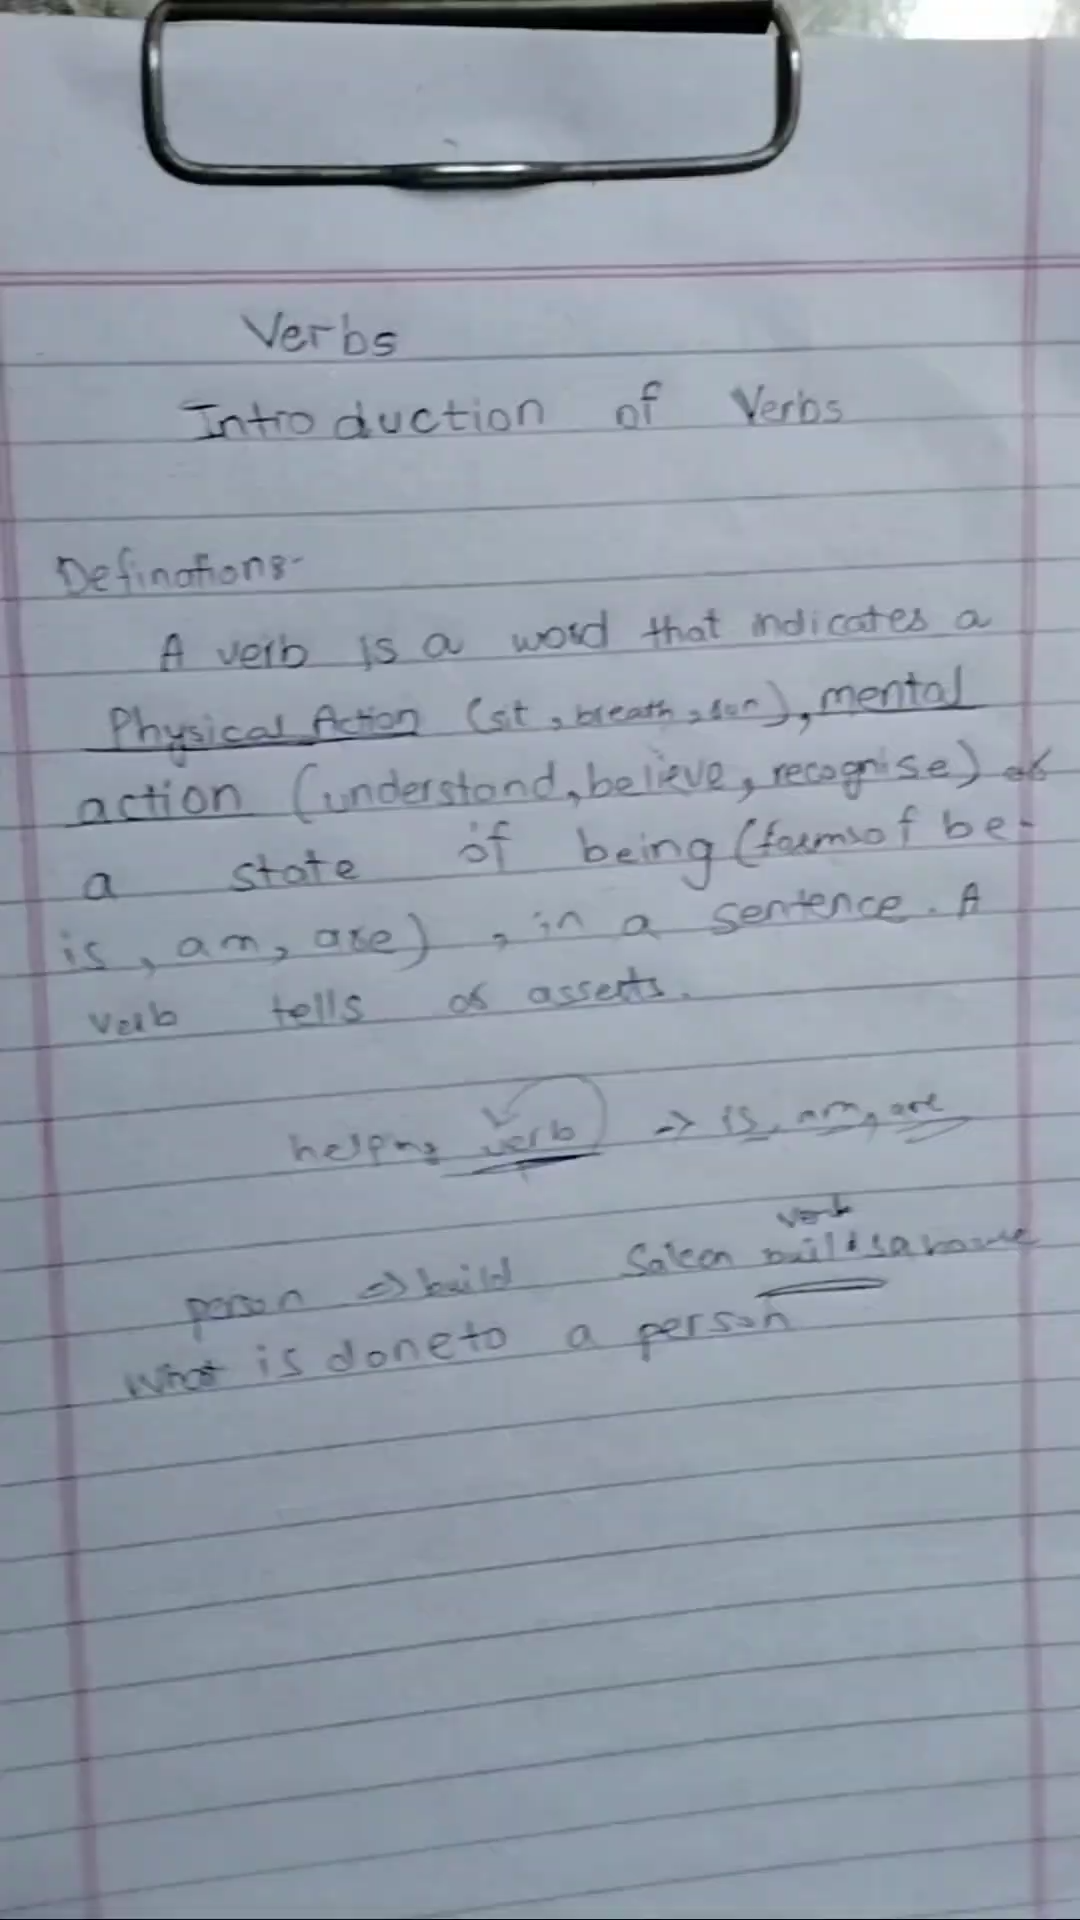 Verbs
Introduction of Verbs
Defination:-
A verb is a word that indicates a
Physical Action (sit, breath, run), mental
action (understand, believe, recognise) or
a state of being (forms of be-
is, am, are), in a sentence. A
verb tells or asserts.
helping verb → is, am, are
verb
person => build Saleem builds a house
what is done to a person